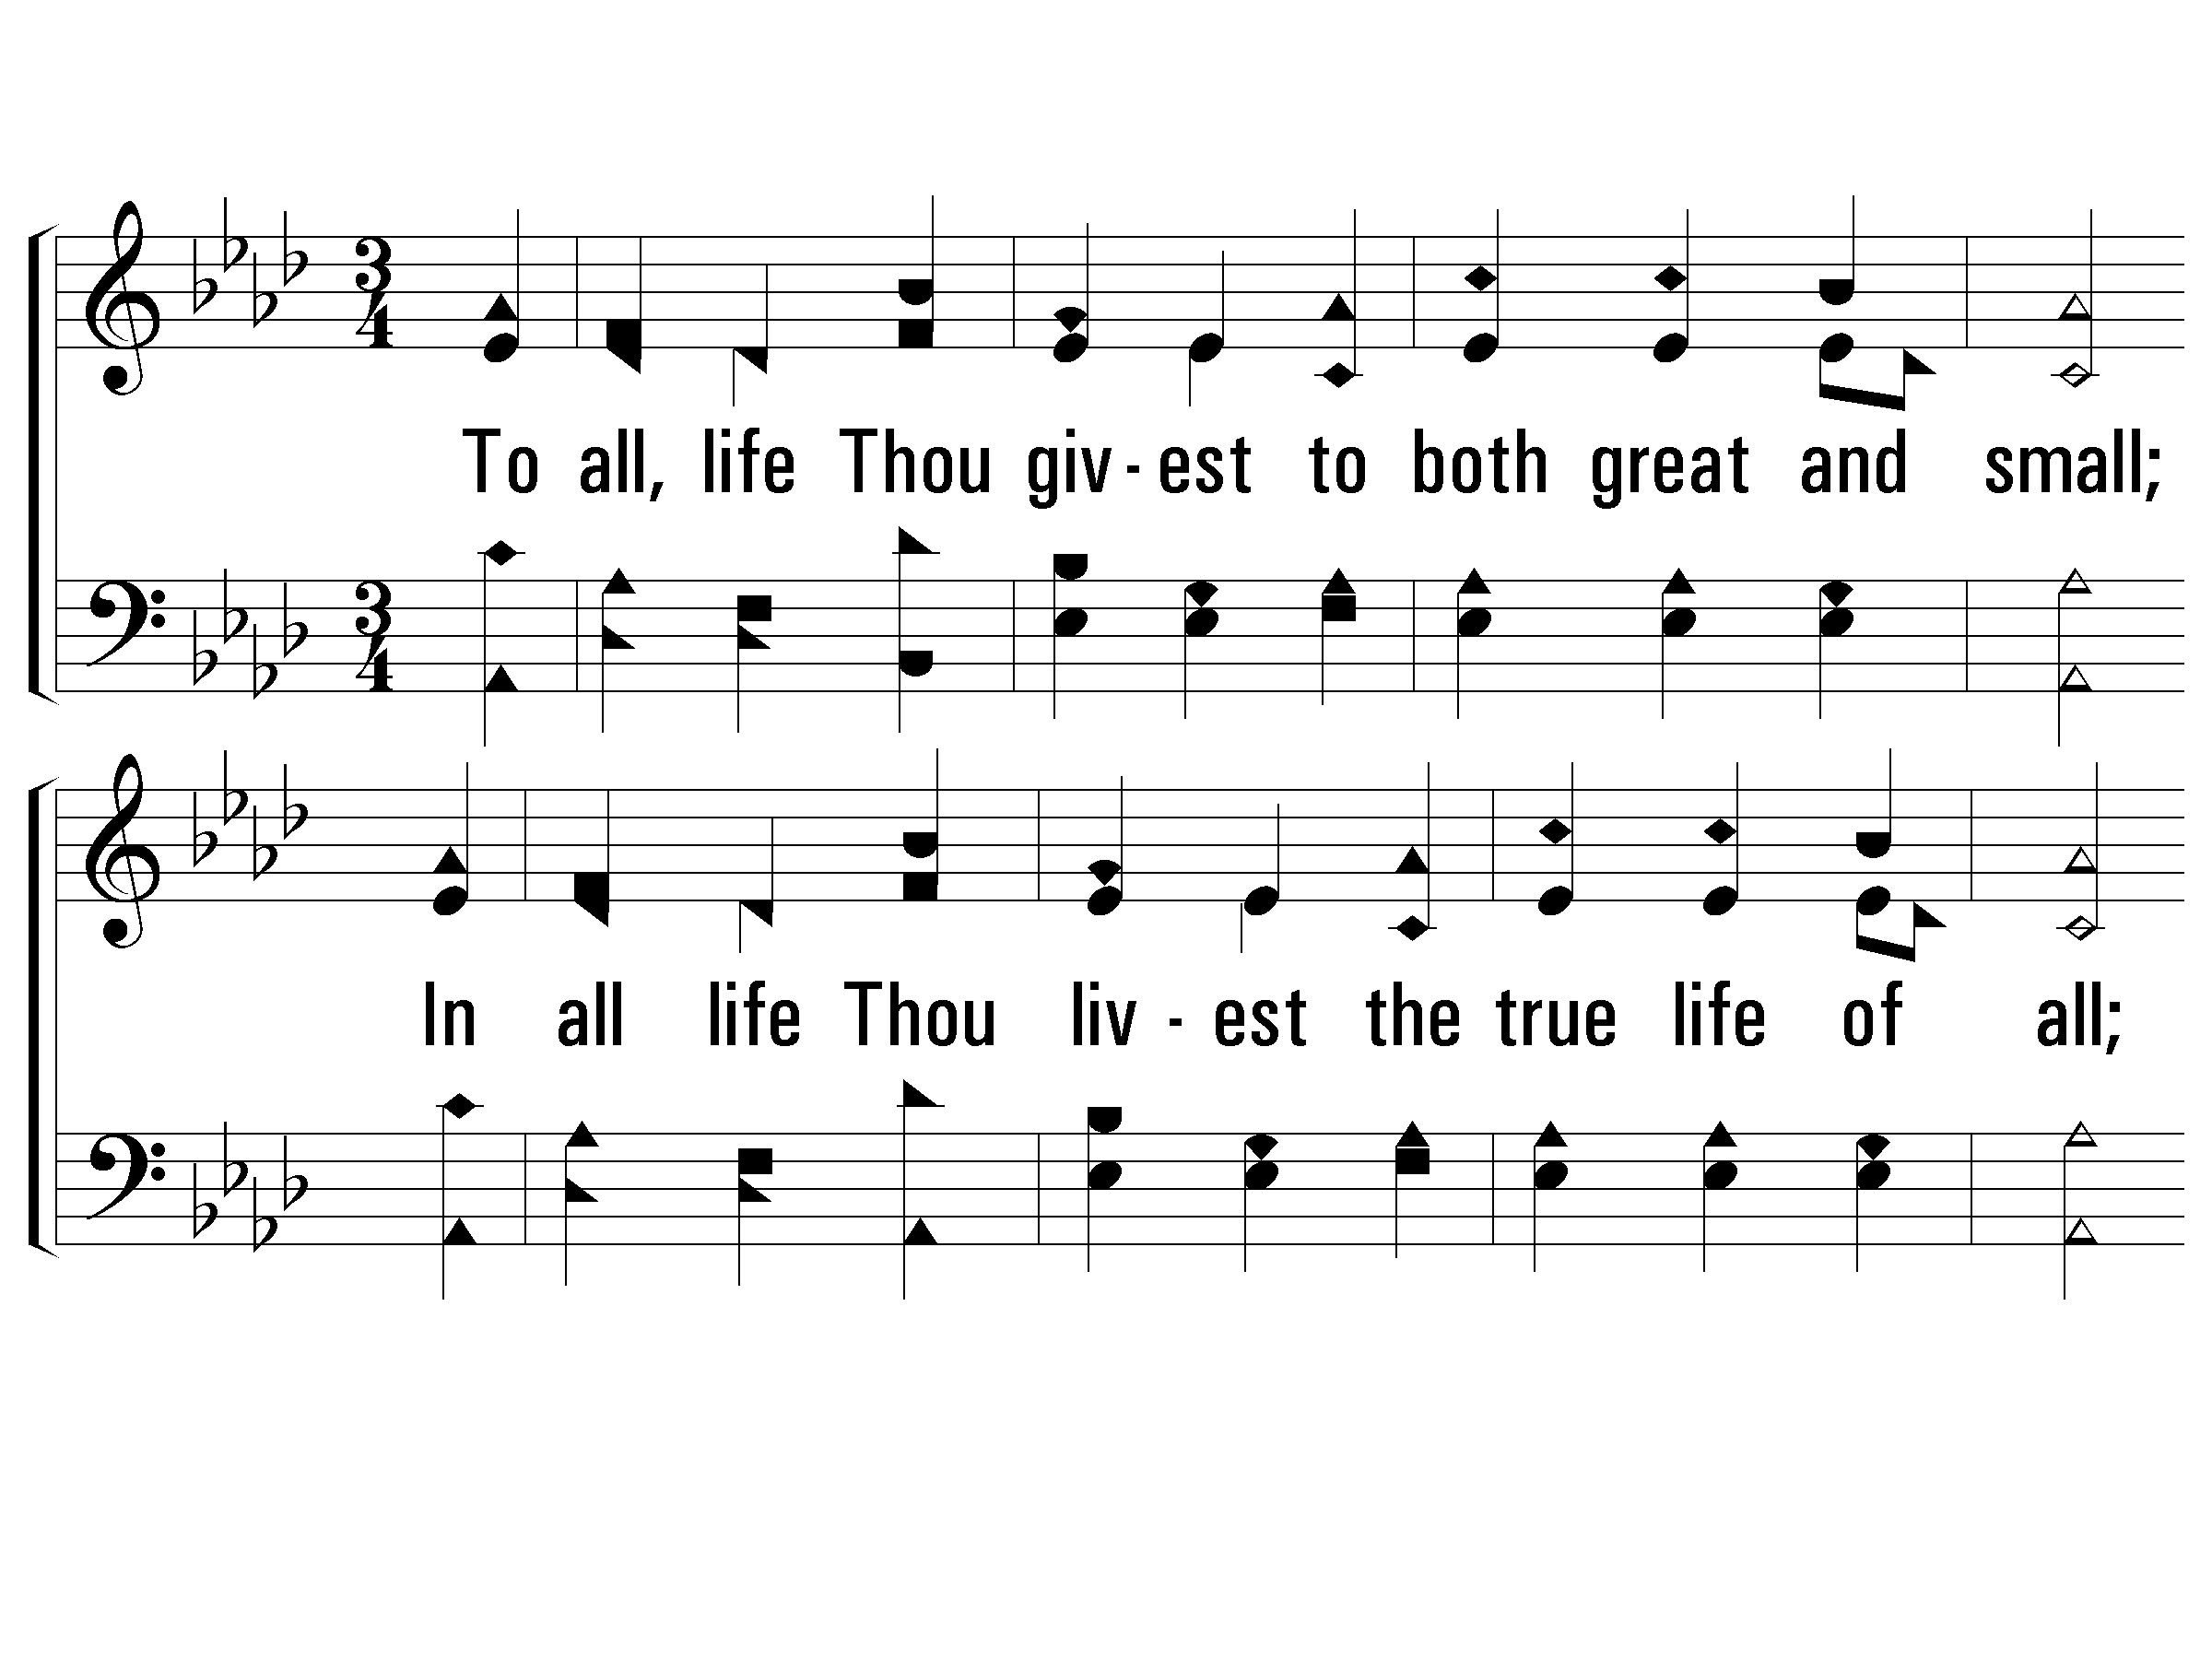 To all, life Thou giv - est to both great and small;
In all life Thou liv - est the true life of all;